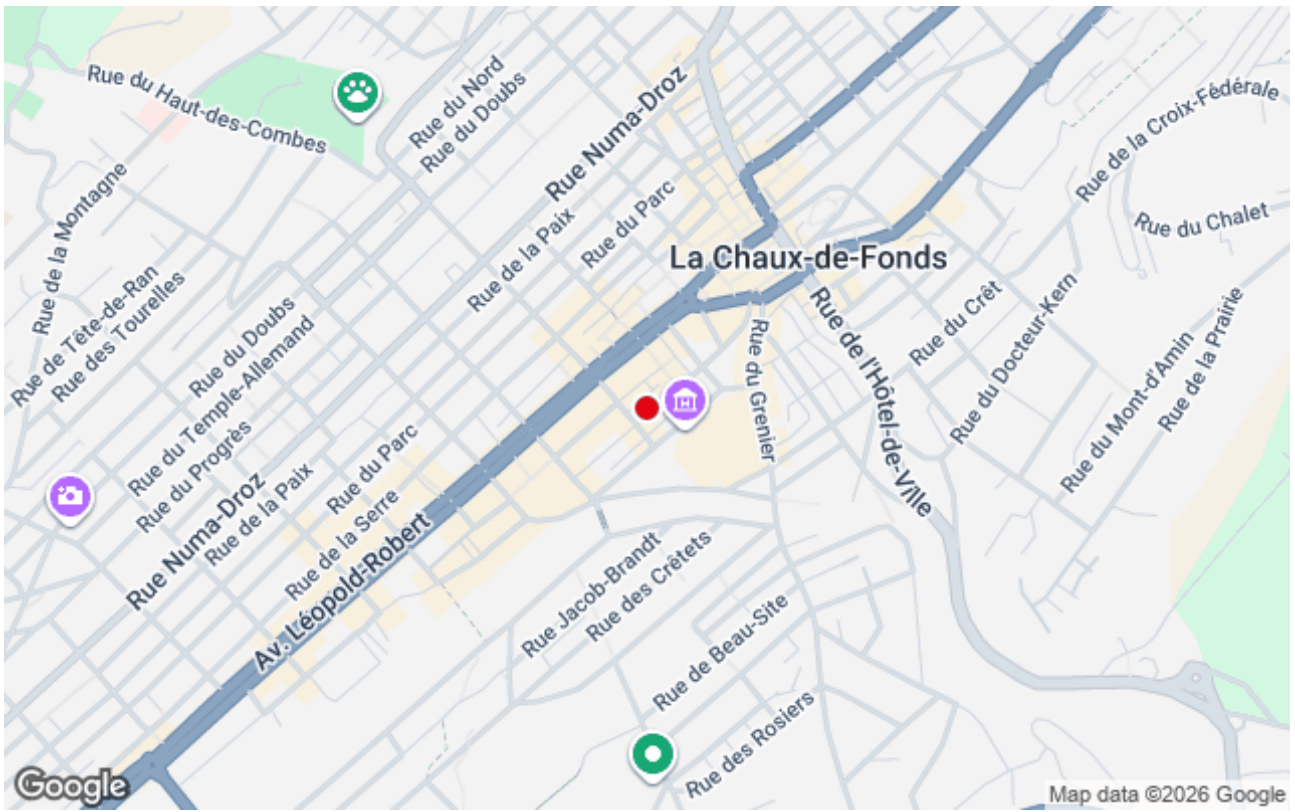 Rue du Haut-des-Combes
Rue du Nord
Rue du Doubs
Rue Numa-Droz
Rue de la Croix-Fédérale
Rue de la Montagne
Rue du Parc
Rue de la Paix
Rue du Chalet
La Chaux-de-Fonds
Rue de Tête-de-Ran
Rue des Tourelles
Rue du Doubs
Rue du Temple-Allemand
Rue du Progrès
Rue Numa-Droz
Rue de la Paix
Rue du Parc
Rue de la Serre
Av. Léopold-Robert
Rue du Grenier
Rue de l'Hôtel-de-Ville
Rue du Crêt
Rue du Docteur-Kern
Rue du Mont-d'Amin
Rue de la Prairie
Rue Jacob-Brandt
Rue des Crêtets
Rue de Beau-Site
Rue des Rosiers
Google
Map data ©2026 Google